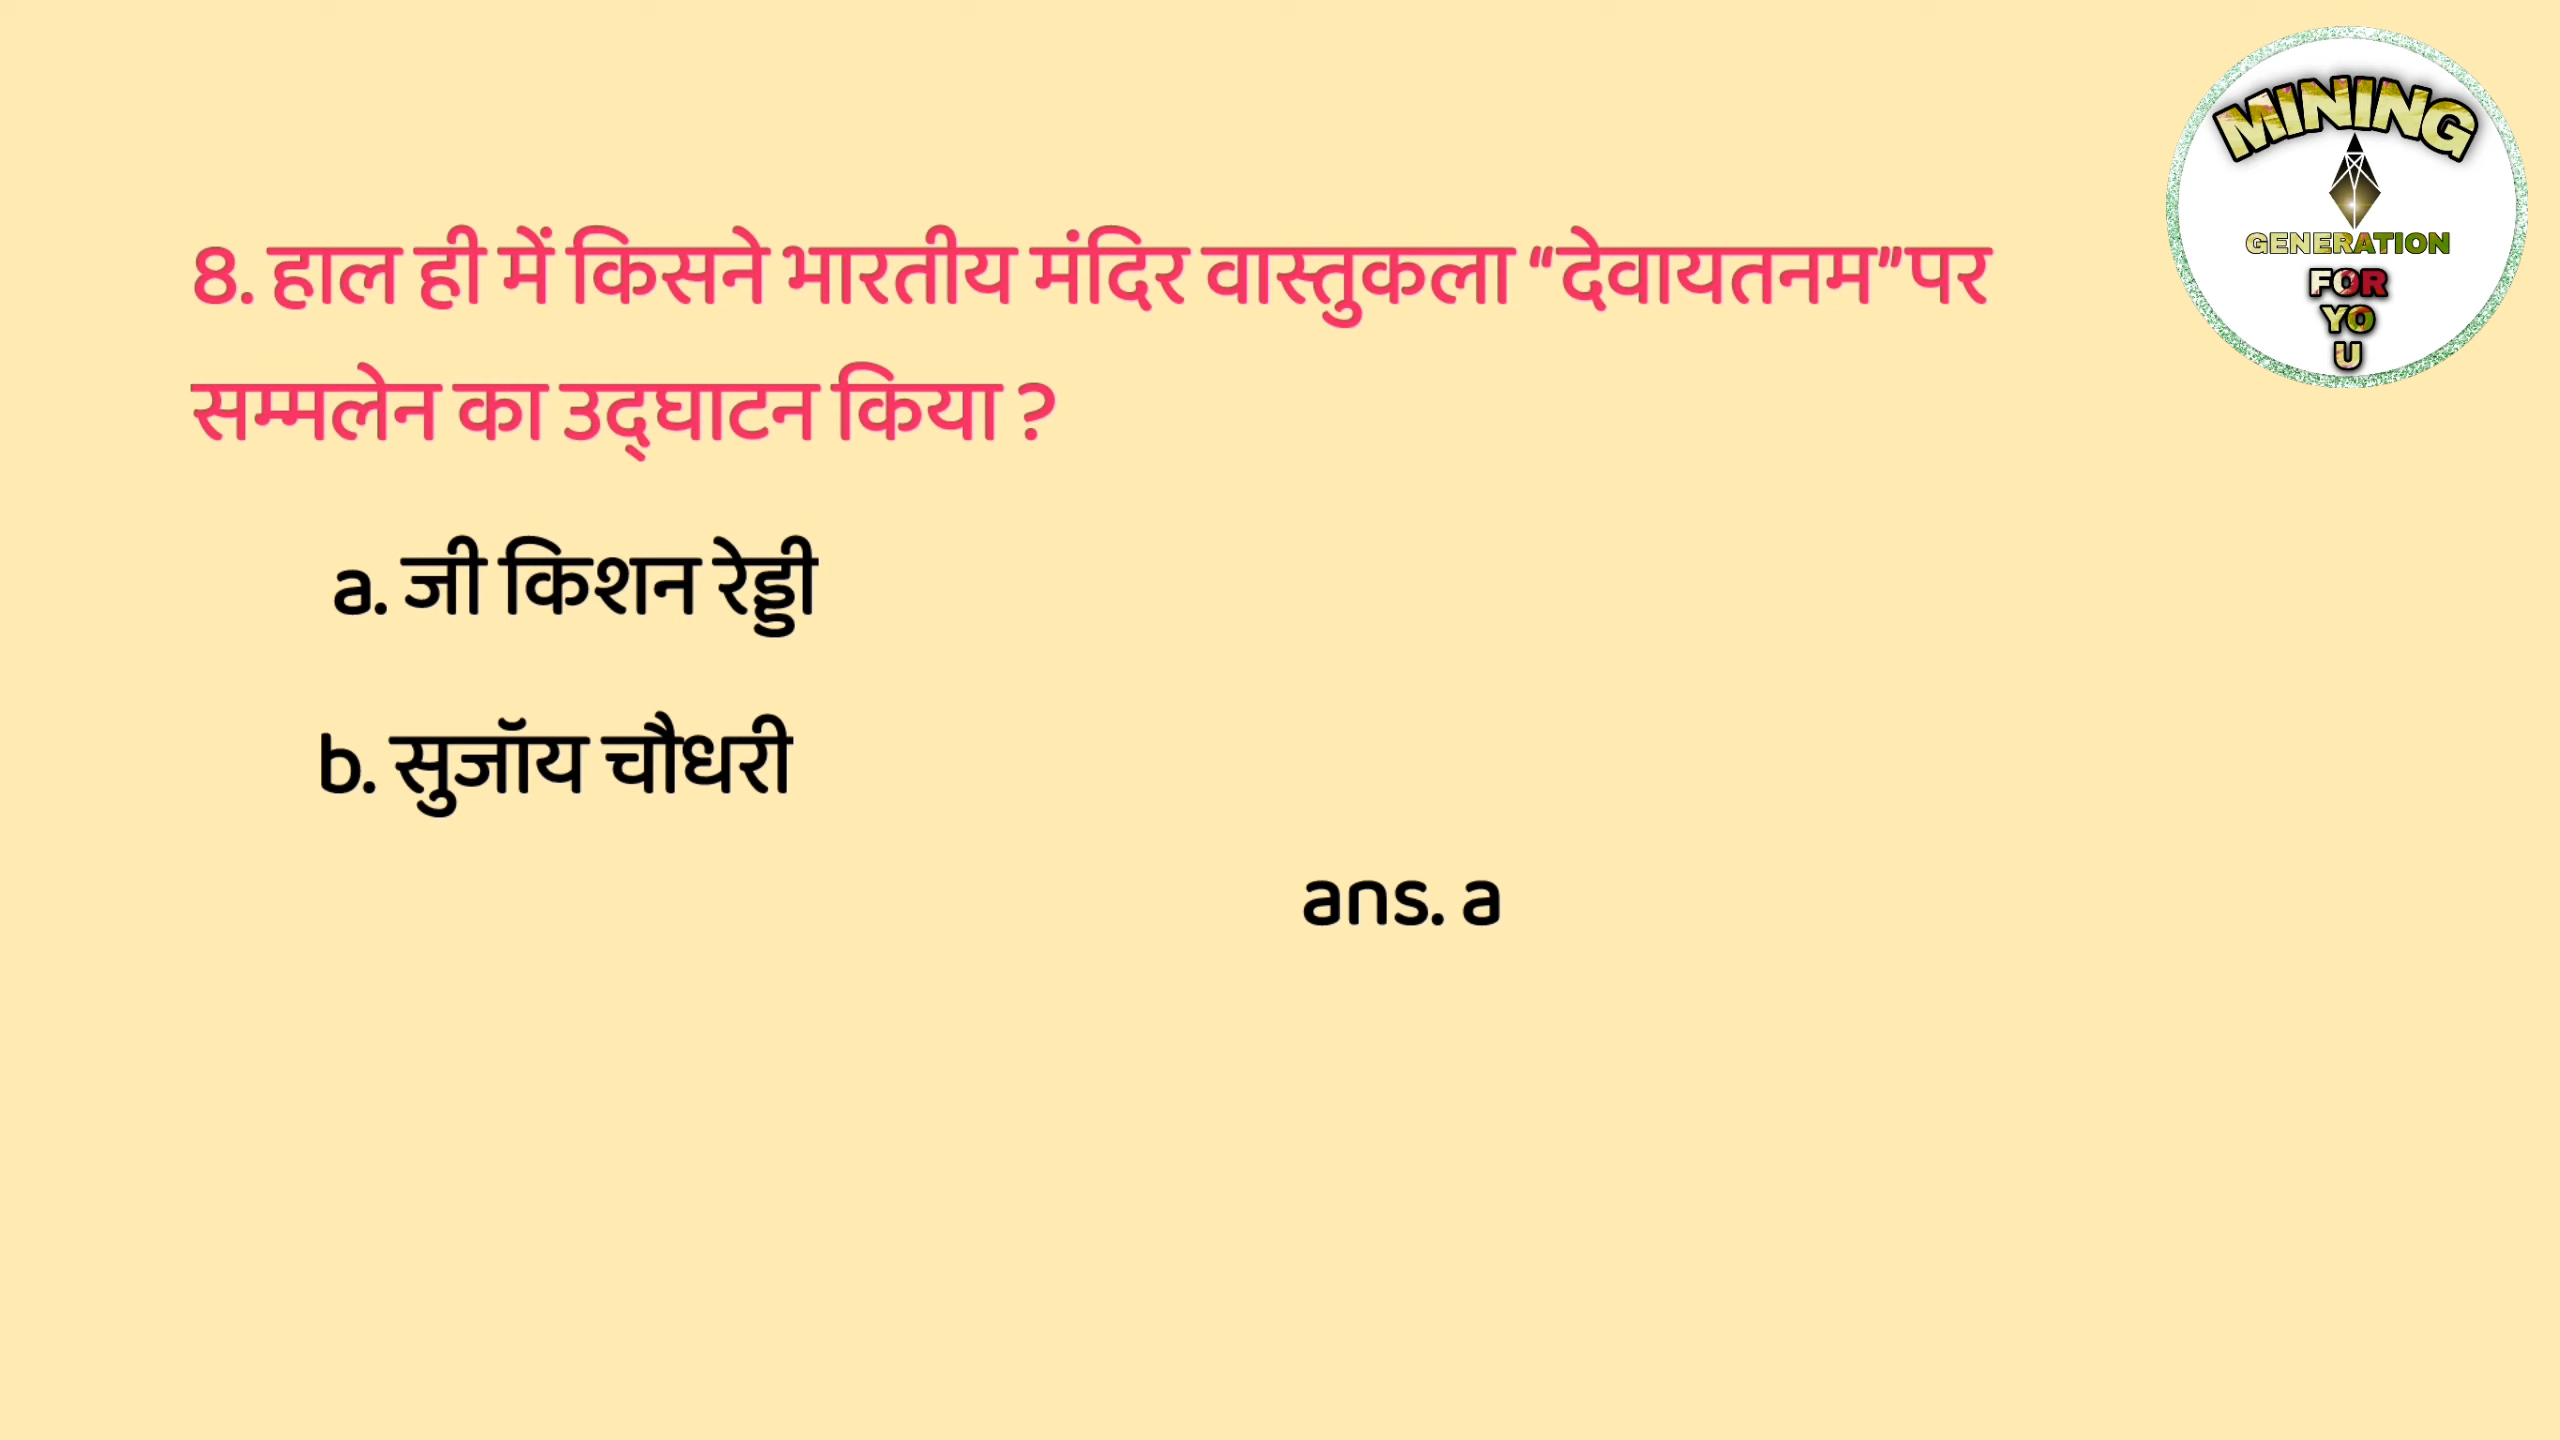 MINING
GENERATION
FOR
YO
U
8. हाल ही में किसने भारतीय मंदिर वास्तुकला “देवायतनम”पर
सम्मलेन का उद्‌घाटन किया ?
a. जी किशन रेड्डी
b. सुजॉय चौधरी
ans. a